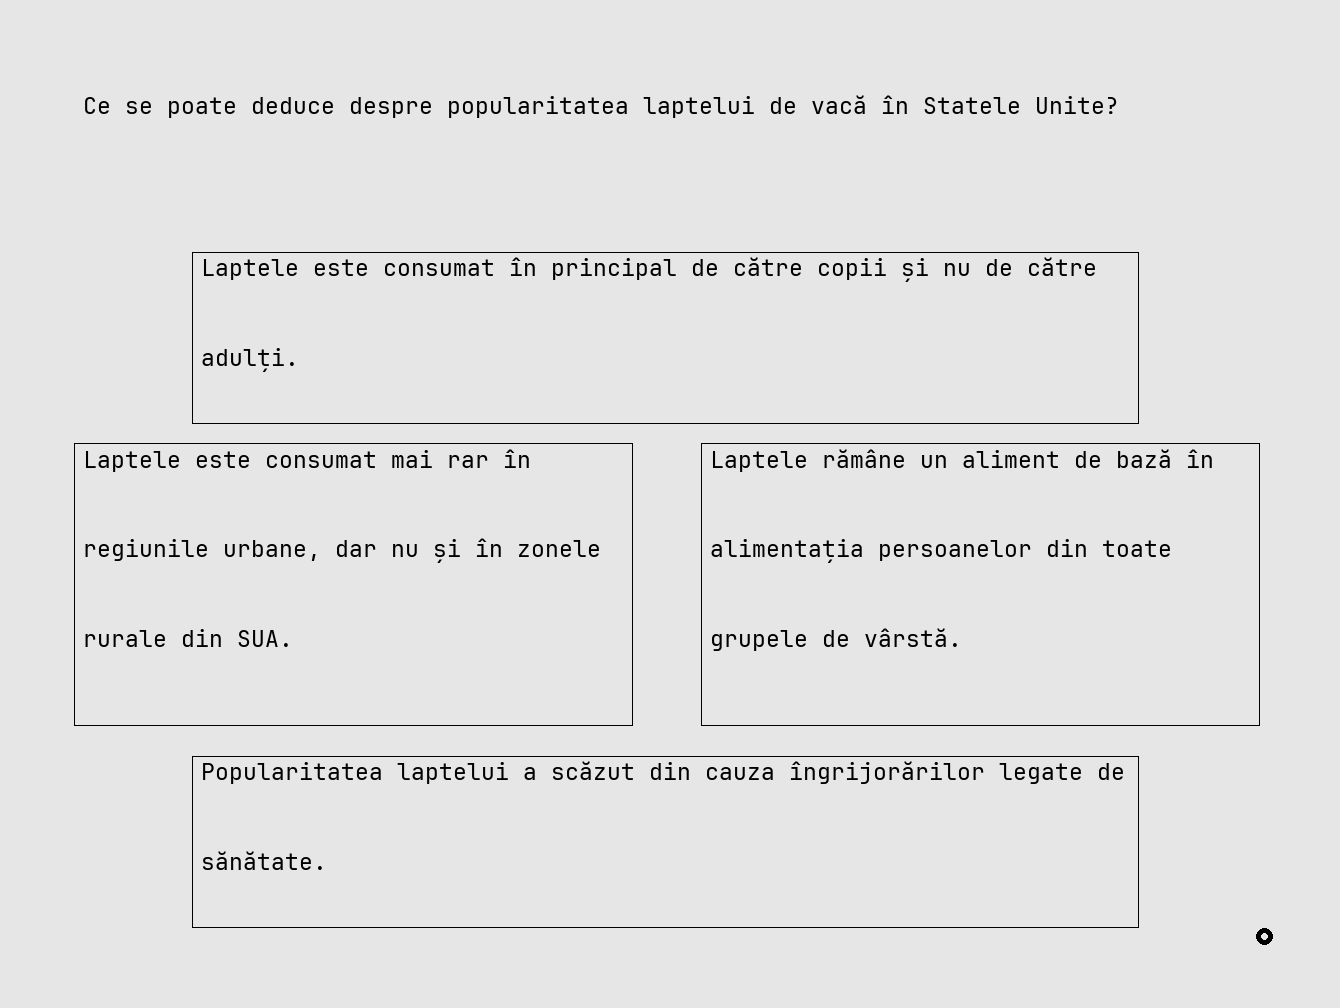 Ce se poate deduce despre popularitatea laptelui de vacă în Statele Unite?
Laptele este consumat în principal de către copii și nu de către
adulți.
Laptele este consumat mai rar în
regiunile urbane, dar nu și în zonele
rurale din SUA.
Laptele rămâne un aliment de bază în
alimentația persoanelor din toate
grupele de vârstă.
Popularitatea laptelui a scăzut din cauza îngrijorărilor legate de
sănătate.